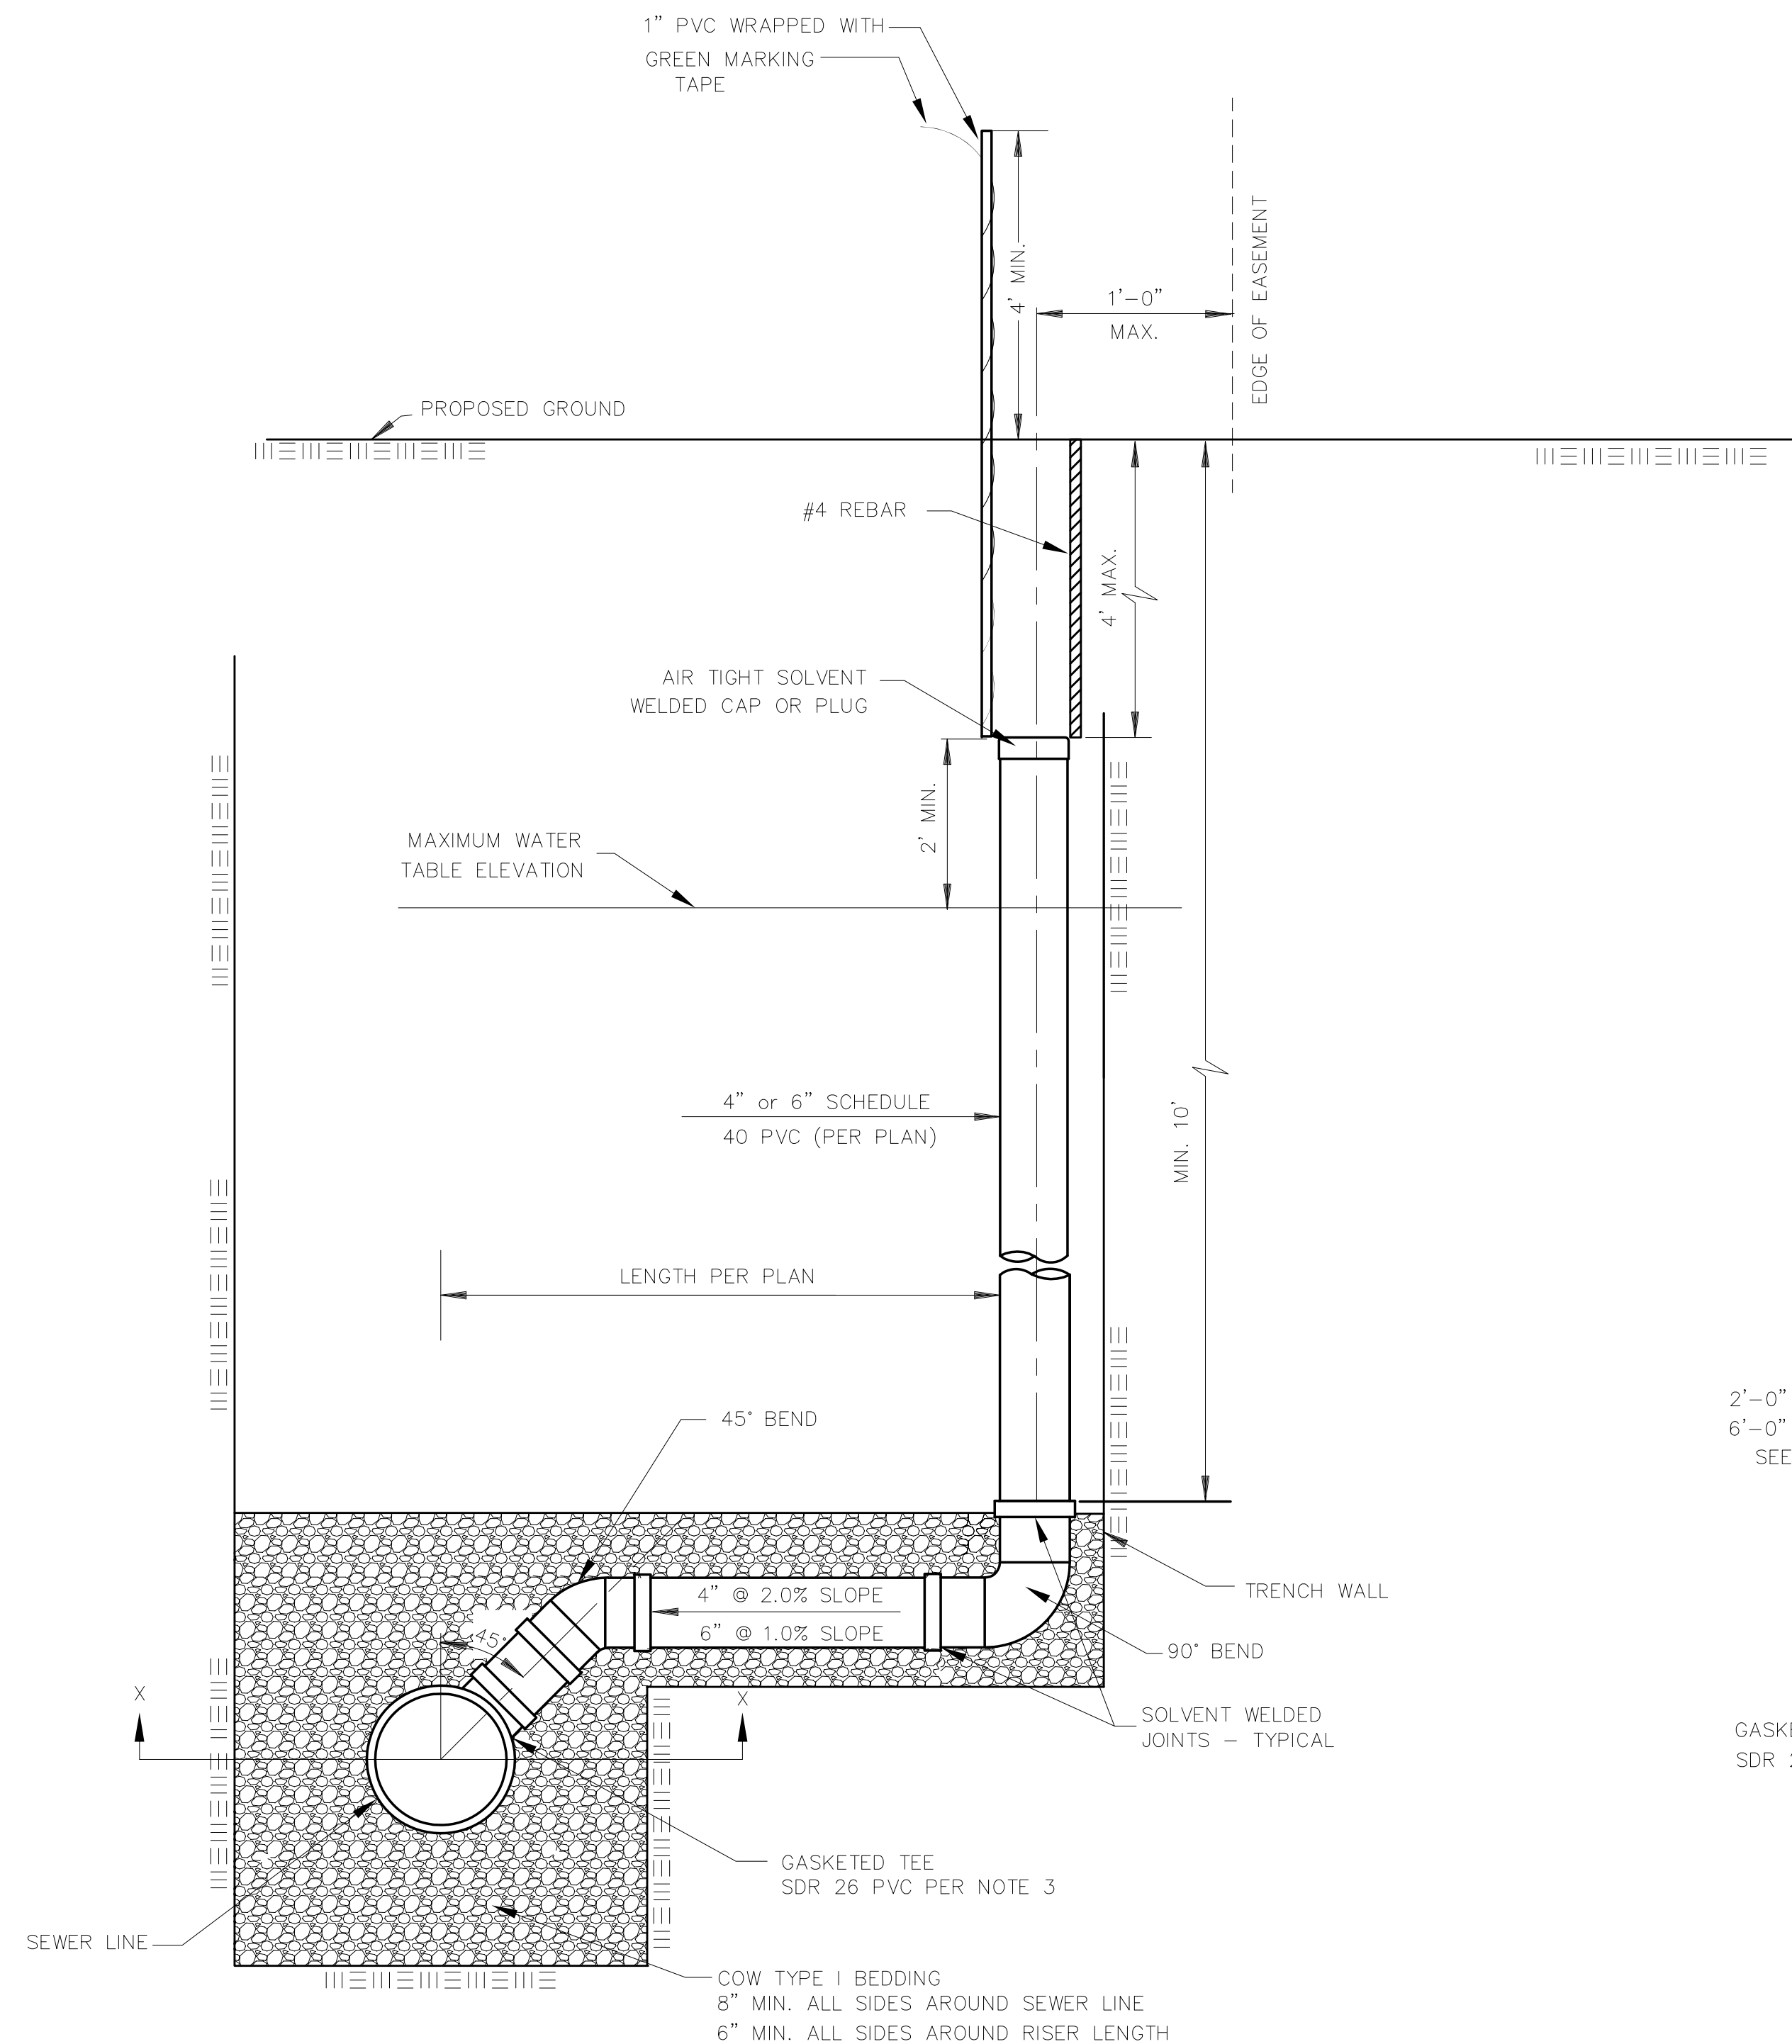 1” PVC WRAPPED WITH
GREEN MARKING
TAPE
4’ MIN.
1’-0”
MAX.
EDGE OF EASEMENT
PROPOSED GROUND
#4 REBAR
4’ MAX.
AIR TIGHT SOLVENT
WELDED CAP OR PLUG
2’ MIN.
MAXIMUM WATER
TABLE ELEVATION
4” or 6” SCHEDULE
40 PVC (PER PLAN)
MIN. 10’
LENGTH PER PLAN
2’-0”
6’-0”
SEE
45° BEND
4” @ 2.0% SLOPE
6” @ 1.0% SLOPE
45°
TRENCH WALL
90° BEND
X
X
SOLVENT WELDED
JOINTS – TYPICAL
SDR
GASKETED TEE
SDR 26 PVC PER NOTE 3
SEWER LINE
COW TYPE I BEDDING
8” MIN. ALL SIDES AROUND SEWER LINE
6” MIN. ALL SIDES AROUND RISER LENGTH